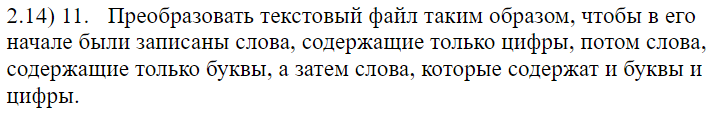 2.14) 11. Преобразовать текстовый файл таким образом, чтобы в его
начале были записаны слова, содержащие только цифры, потом слова,
содержащие только буквы, а затем слова, которые содержат и буквы и
цифры.